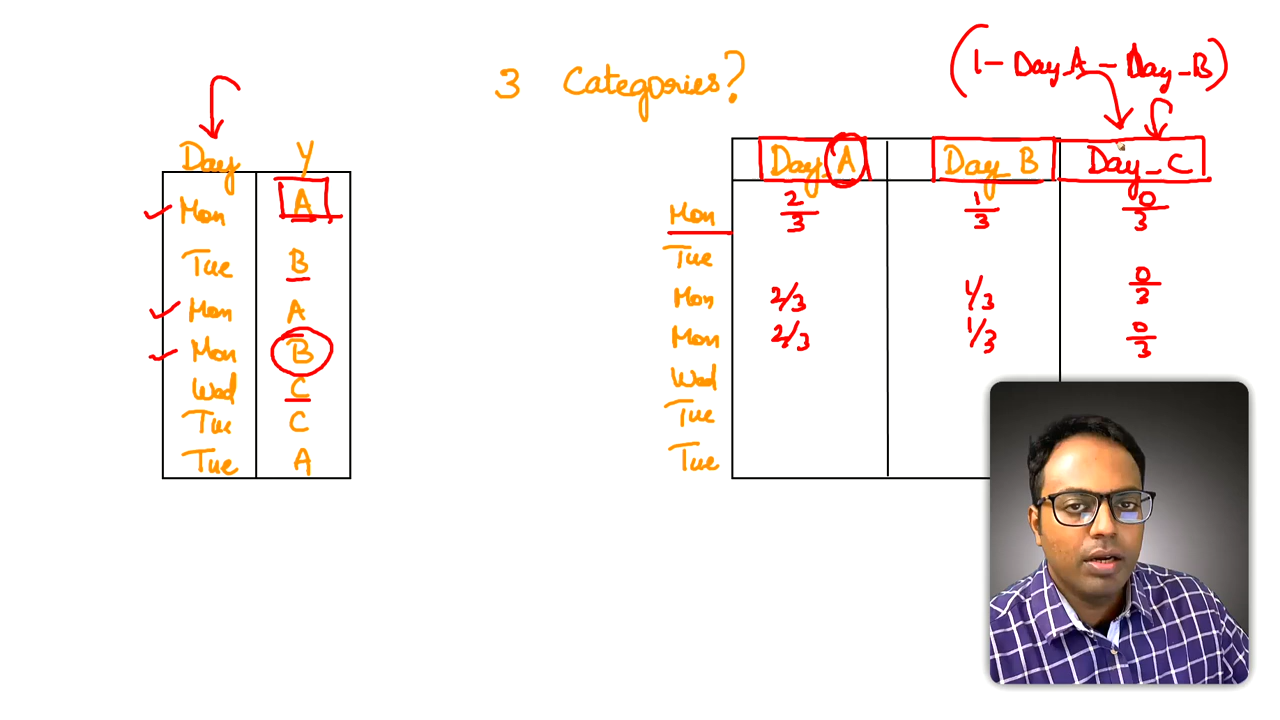 (1 - Day_A - Day_B)
3 Categories?
Day Y
Mon A
Tue B
Mon A
Mon B
Wed C
Tue C
Tue A
Day_A Day_B Day_C
Mon 2/3 1/3 0/3
Tue
Mon 2/3 1/3 0/3
Mon 2/3 1/3 0/3
Wed
Tue
Tue